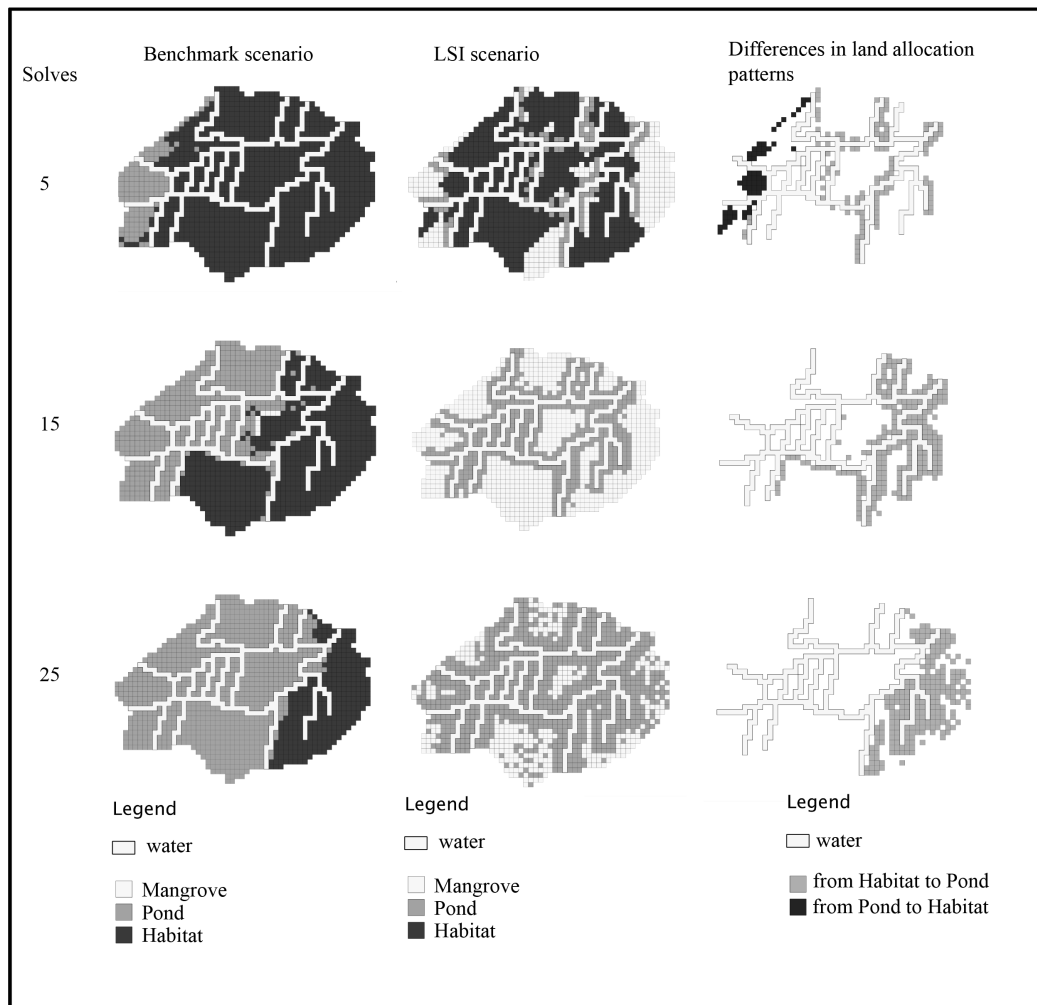 Solves
Benchmark scenario
LSI scenario
Differences in land allocation
patterns
5
15
25
Legend
water
Mangrove
Pond
Habitat
Legend
water
Mangrove
Pond
Habitat
Legend
water
from Habitat to Pond
from Pond to Habitat